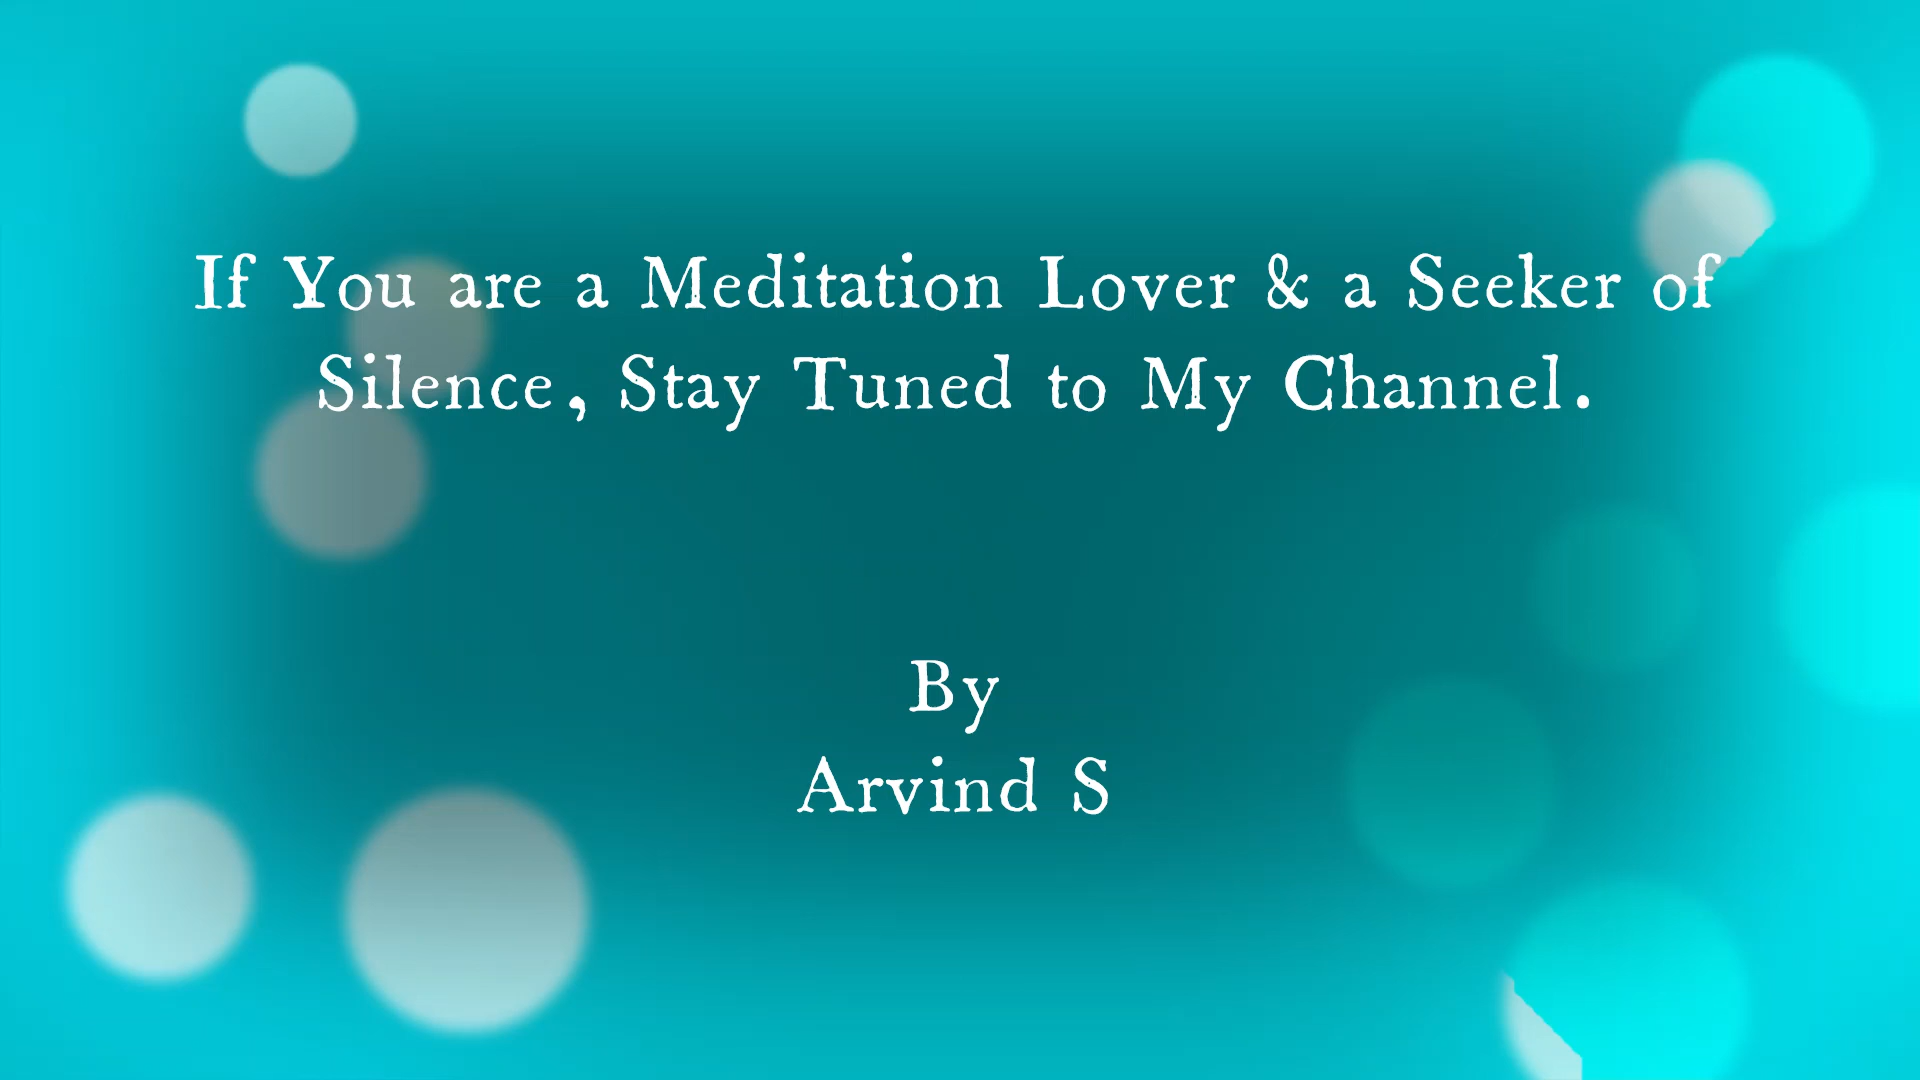 If You are a Meditation Lover & a Seeker of
Silence, Stay Tuned to My Channel.
By
Arvind S